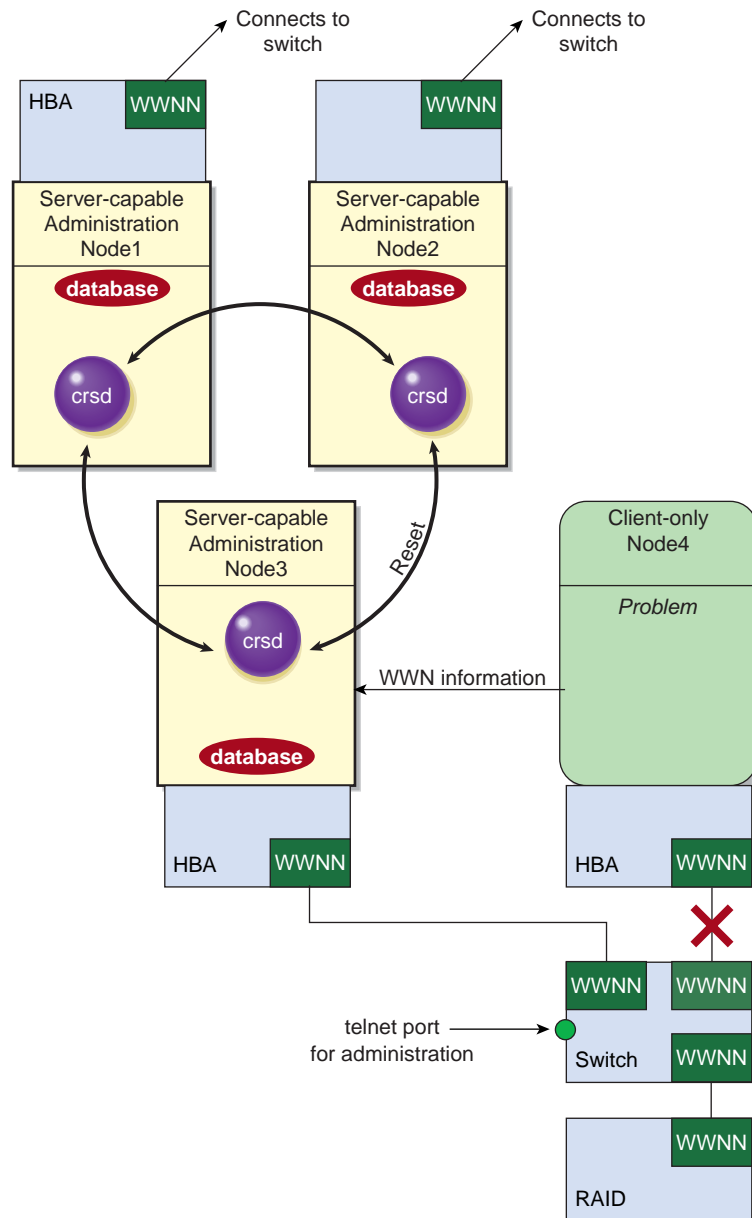 Connects to
switch
Connects to
switch
HBA
WWNN
WWNN
Server-capable
Administration
Node1
Server-capable
Administration
Node2
database
database
crsd
crsd
Server-capable
Administration
Node3
Reset
Client-only
Node4
Problem
crsd
WWN information
database
HBA
WWNN
HBA
WWNN
WWNN
WWNN
telnet port
for administration
Switch
WWNN
WWNN
RAID